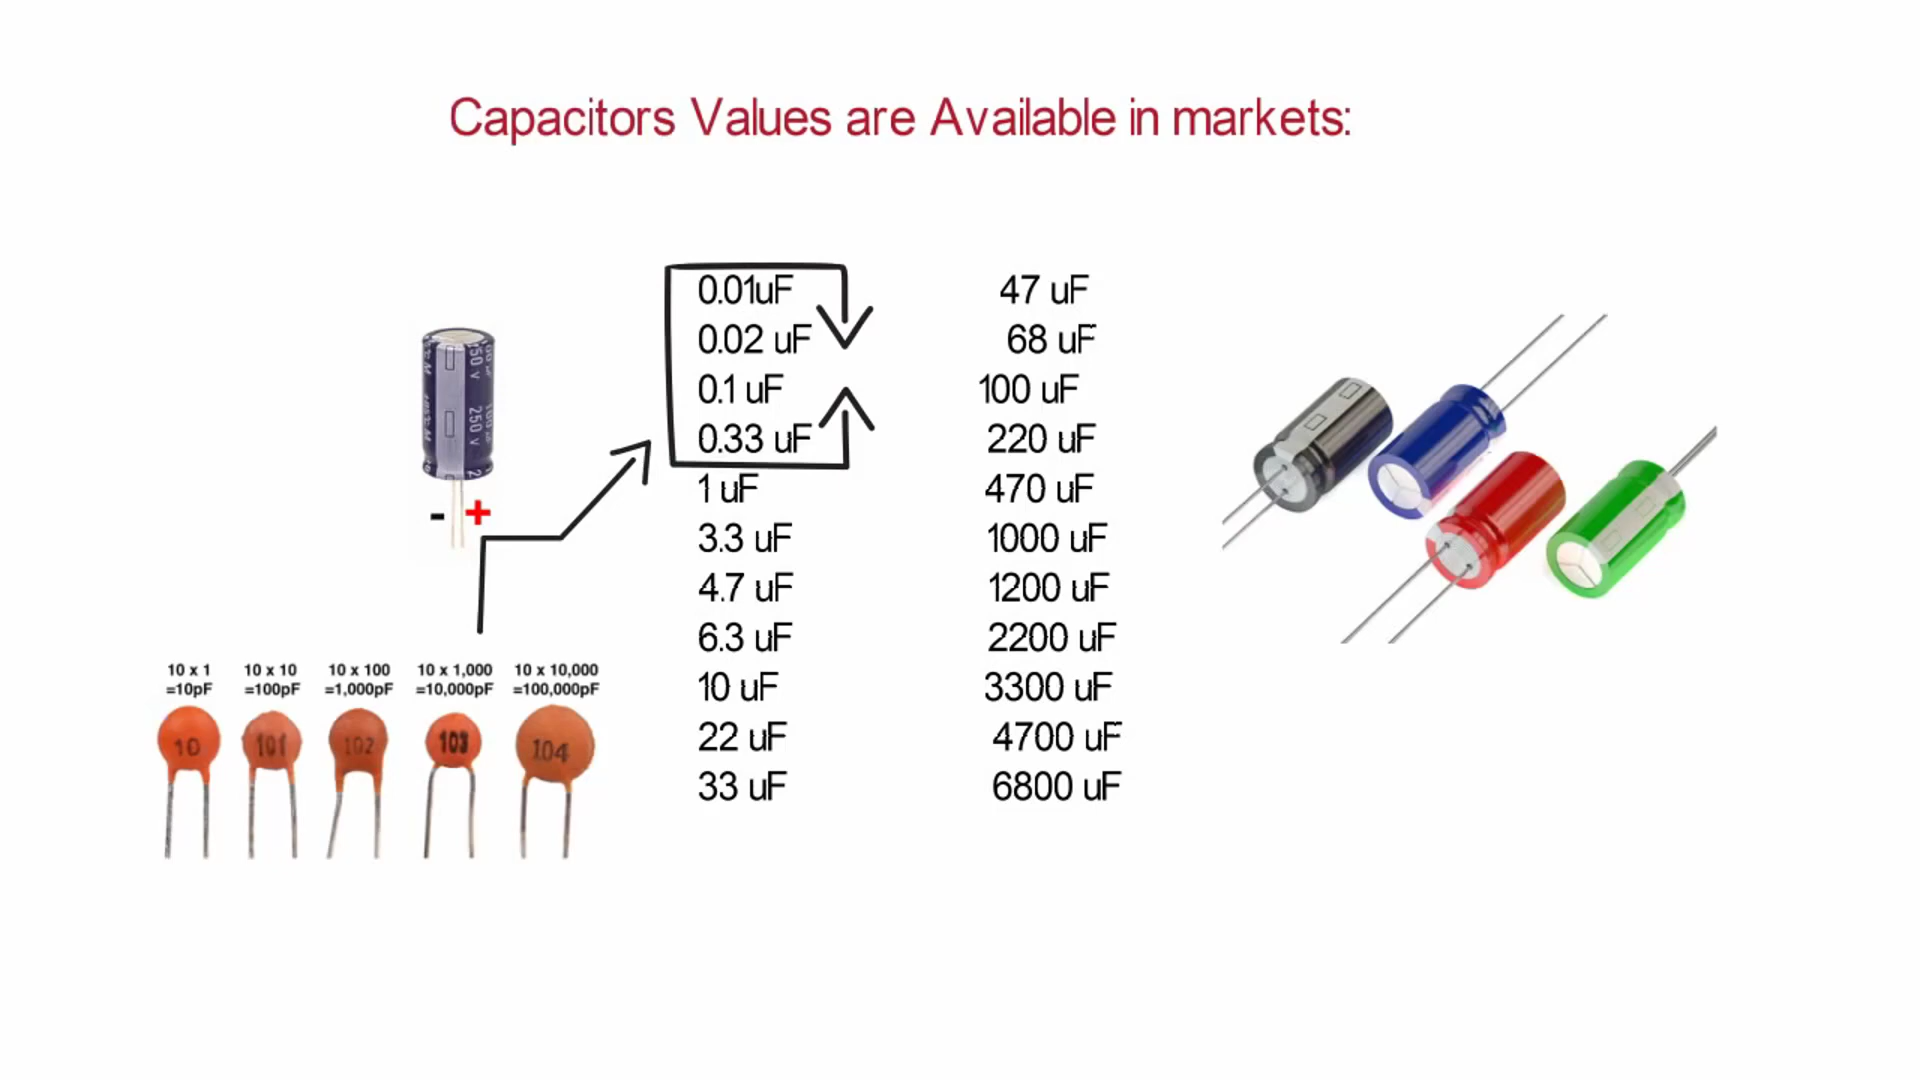 Capacitors Values are Available in markets:
0.01uF
0.02 uF
0.1 uF
0.33 uF
1 uF
3.3 uF
4.7 uF
6.3 uF
10 uF
22 uF
33 uF
47 uF
68 uF
100 uF
220 uF
470 uF
1000 uF
1200 uF
2200 uF
3300 uF
4700 uF
6800 uF
250 V
- +
10 x 1
=10pF
10 x 10
=100pF
10 x 100
=1,000pF
10 x 1,000
=10,000pF
10 x 10,000
=100,000pF
10
101
102
103
104